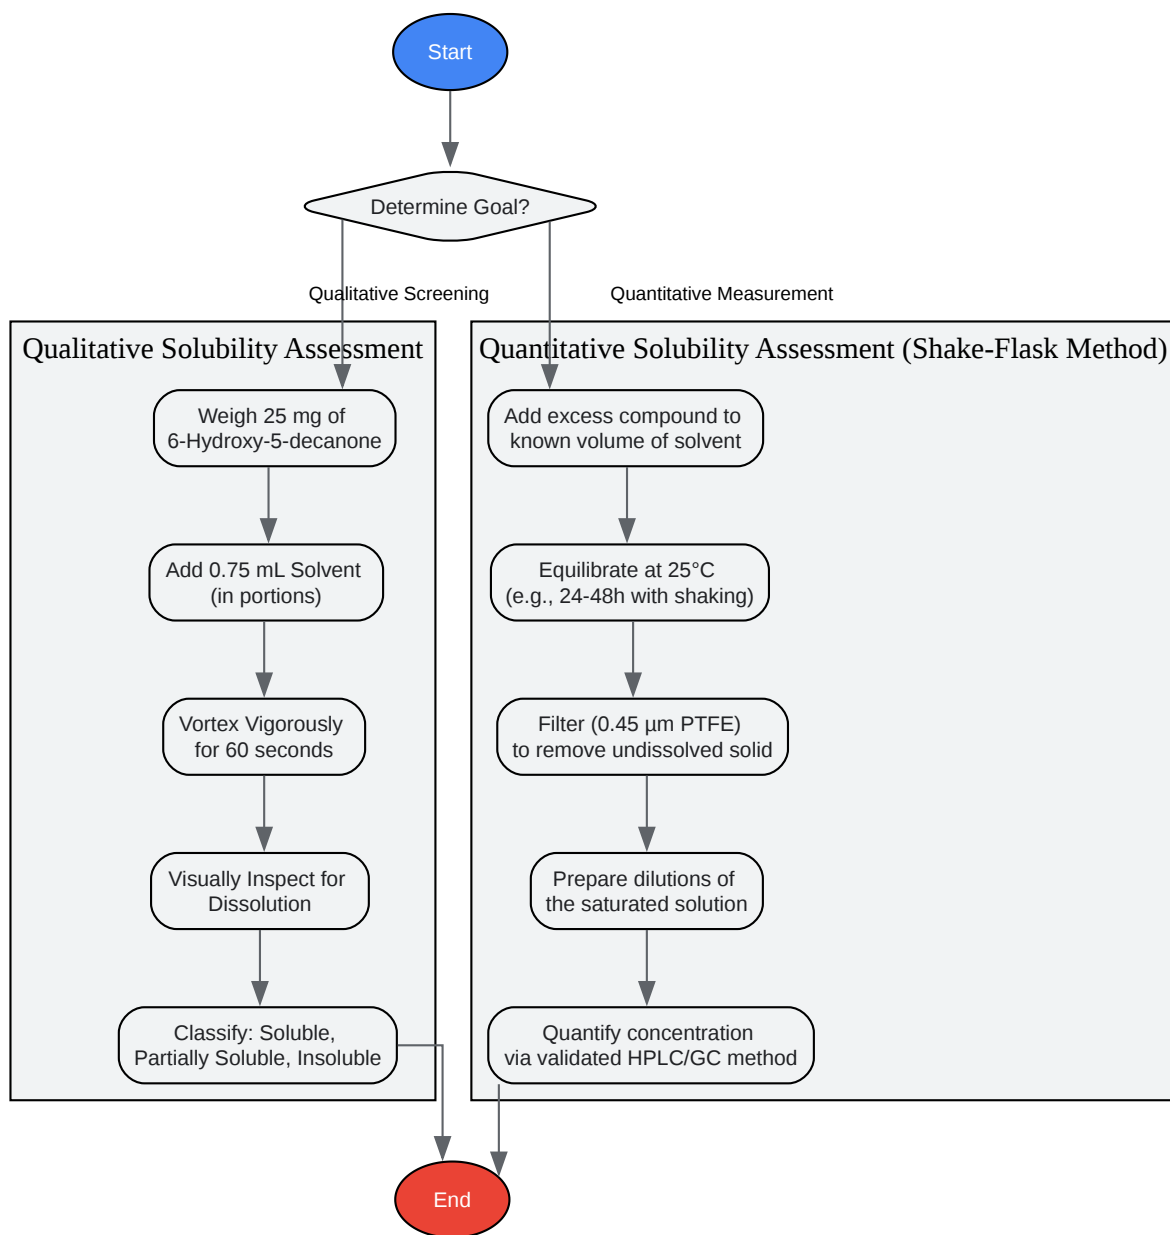 Start
Determine Goal?
Qualitative Screening
Quantitative Measurement
Qualitative Solubility Assessment
Weigh 25 mg of
6-Hydroxy-5-decanone
Add 0.75 mL Solvent
(in portions)
Vortex Vigorously
for 60 seconds
Visually Inspect for
Dissolution
Classify: Soluble,
Partially Soluble, Insoluble
Quantitative Solubility Assessment (Shake-Flask Method)
Add excess compound to
known volume of solvent
Equilibrate at 25°C
(e.g., 24-48h with shaking)
Filter (0.45 µm PTFE)
to remove undissolved solid
Prepare dilutions of
the saturated solution
Quantify concentration
via validated HPLC/GC method
End